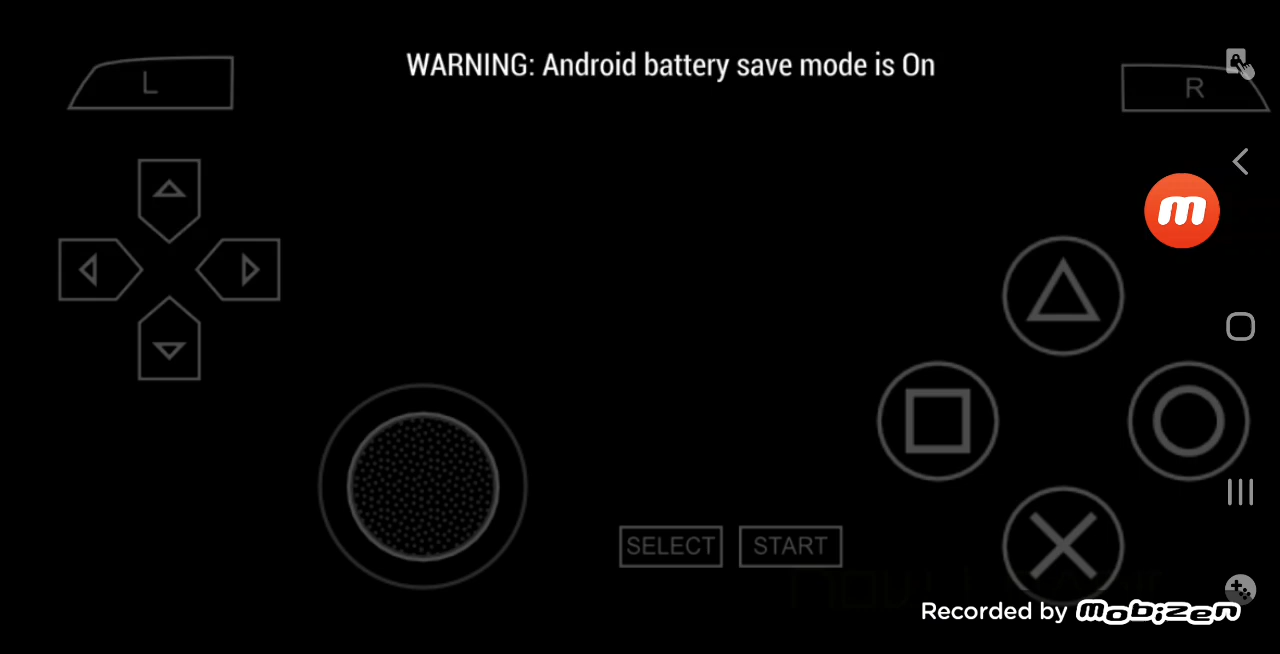 WARNING: Android battery save mode is On
L
R
m
SELECT
START
Recorded by mobizen